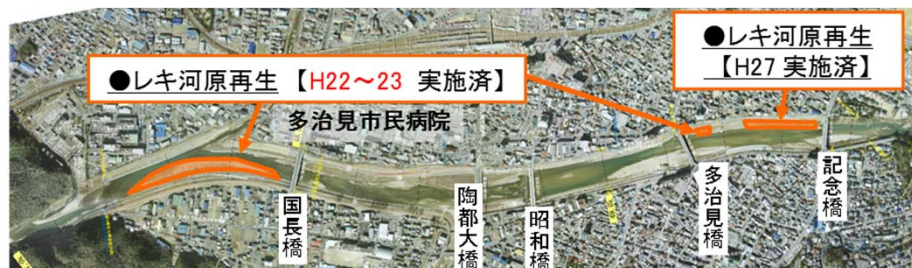 ●レキ河原再生
【H27 実施済】
●レキ河原再生 【H22～23 実施済】
多治見市民病院
国長橋
陶都大橋
昭和橋
多治見橋
記念橋